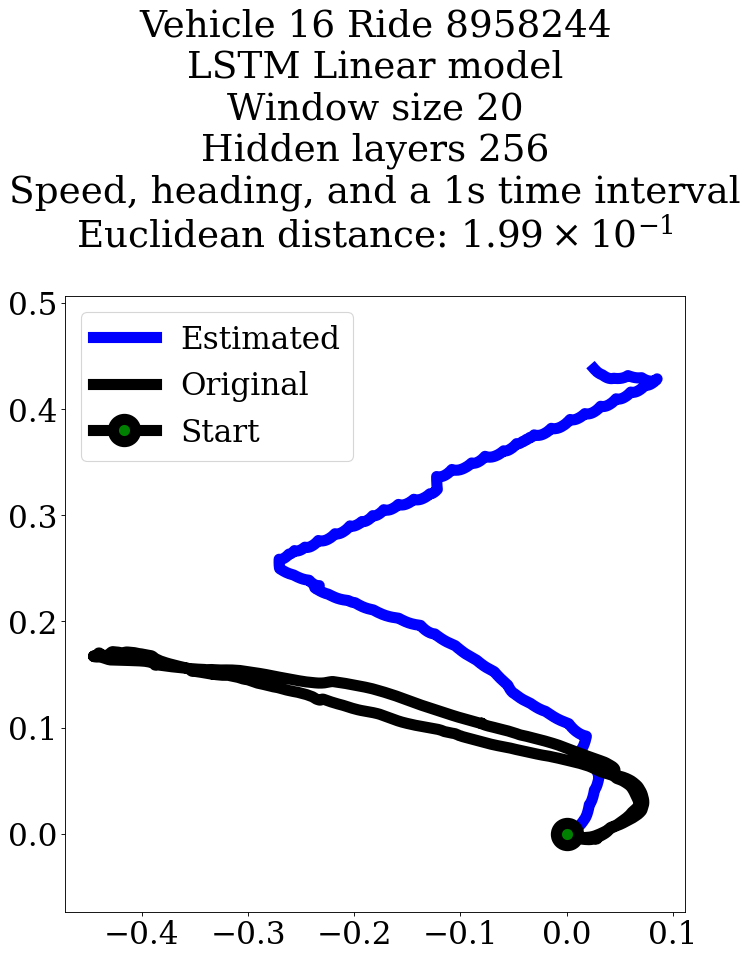 Vehicle 16 Ride 8958244
LSTM Linear model
Window size 20
Hidden layers 256
Speed, heading, and a 1s time interval
Euclidean distance: 1.99 × 10⁻¹
0.5
Estimated
Original
Start
0.4
0.3
0.2
0.1
0.0
−0.4 −0.3 −0.2 −0.1 0.0 0.1